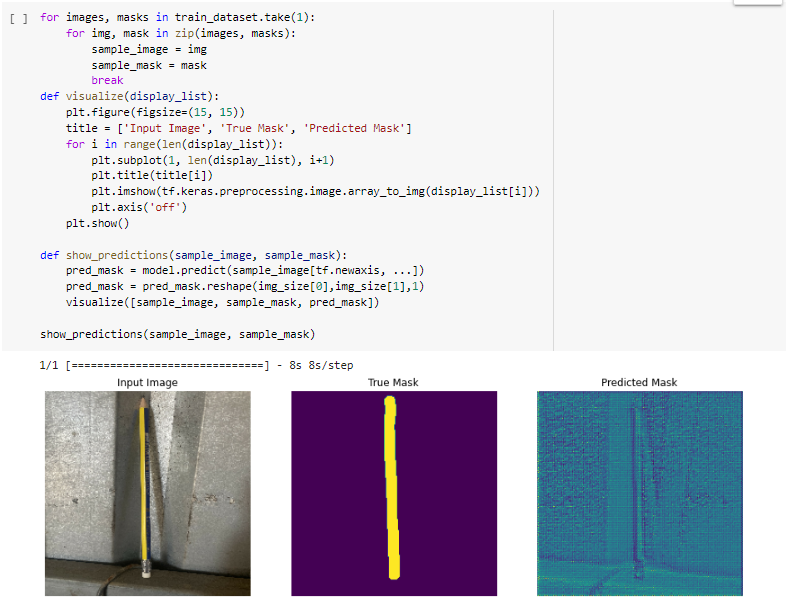 [ ] for images, masks in train_dataset.take(1):
for img, mask in zip(images, masks):
sample_image = img
sample_mask = mask
break
def visualize(display_list):
plt.figure(figsize=(15, 15))
title = ['Input Image', 'True Mask', 'Predicted Mask']
for i in range(len(display_list)):
plt.subplot(1, len(display_list), i+1)
plt.title(title[i])
plt.imshow(tf.keras.preprocessing.image.array_to_img(display_list[i]))
plt.axis('off')
plt.show()
def show_predictions(sample_image, sample_mask):
pred_mask = model.predict(sample_image[tf.newaxis, ...])
pred_mask = pred_mask.reshape(img_size[0],img_size[1],1)
visualize([sample_image, sample_mask, pred_mask])
show_predictions(sample_image, sample_mask)
1/1 [==============================] - 8s 8s/step
Input Image True Mask Predicted Mask